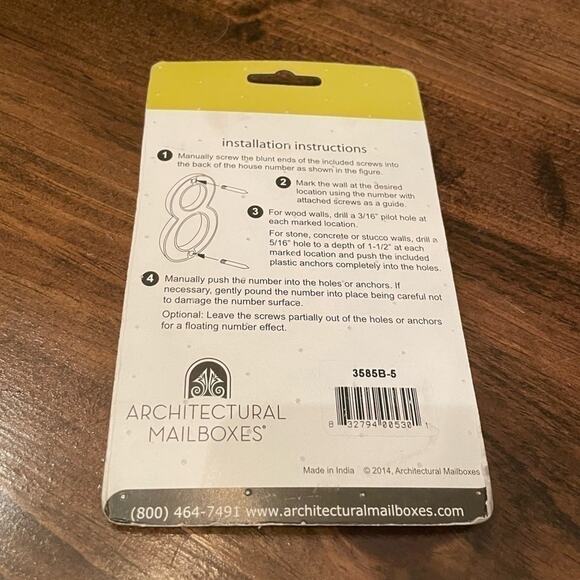 installation instructions
1 Manually screw the blunt ends of the included screws into
the back of the house number as shown in the figure.
2 Mark the wall at the desired
location using the number with
attached screws as a guide.
3 For wood walls, drill a 3/16" pilot hole at
each marked location.
For stone, concrete or stucco walls, drill a
5/16" hole to a depth of 1-1/2" at each
marked location and push the included
plastic anchors completely into the holes.
4 Manually push the number into the holes or anchors. If
necessary, gently pound the number into place being careful not
to damage the number surface.
Optional: Leave the screws partially out of the holes or anchors
for a floating number effect.
3585B-5
8 32794 00530 1
ARCHITECTURAL
MAILBOXES®
Made in India © 2014, Architectural Mailboxes
(800) 464-7491 www.architecturalmailboxes.com